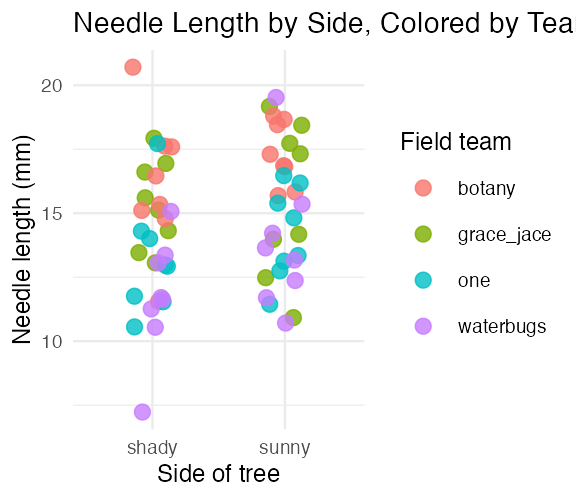 Needle Length by Side, Colored by Tea
20
15
10
Needle length (mm)
shady
sunny
Side of tree
Field team
botany
grace_jace
one
waterbugs